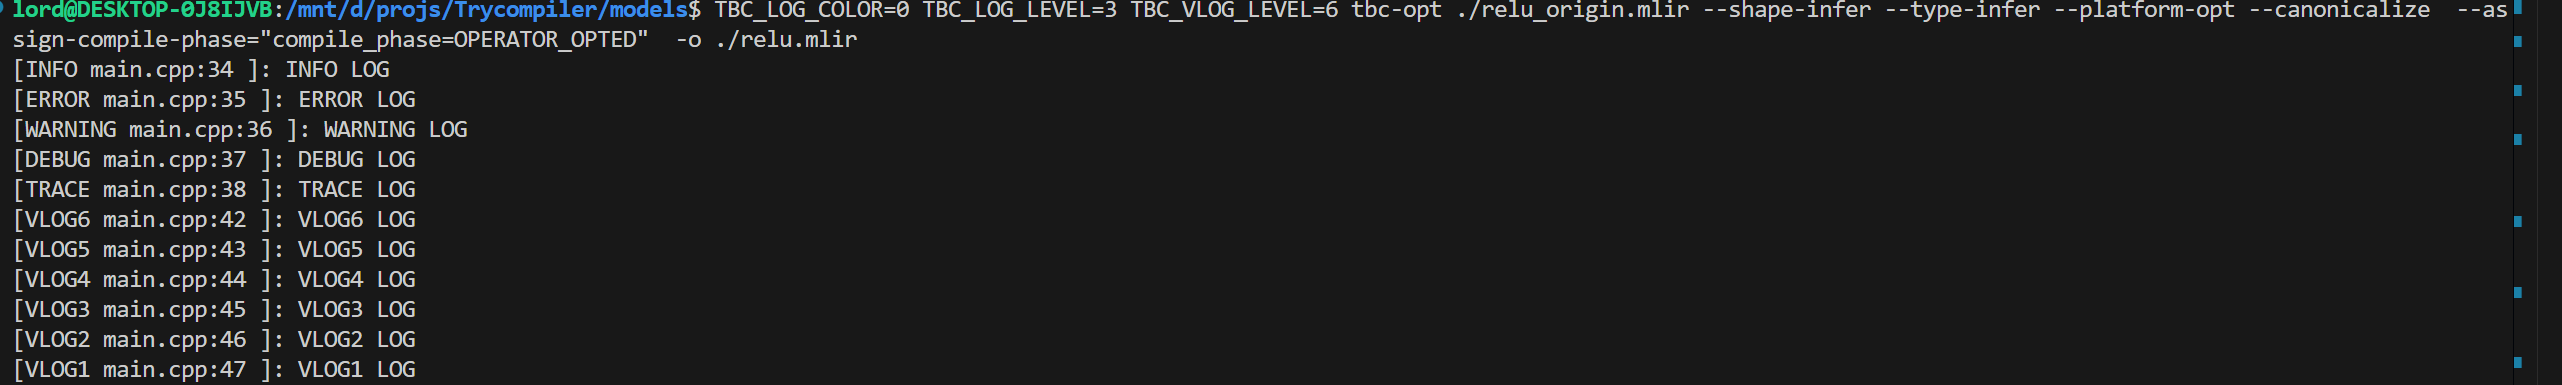 lord@DESKTOP-0J8IJVB:/mnt/d/projs/Trycompiler/models$ TBC_LOG_COLOR=0 TBC_LOG_LEVEL=3 TBC_VLOG_LEVEL=6 tbc-opt ./relu_origin.mlir --shape-infer --type-infer --platform-opt --canonicalize  --as
sign-compile-phase="compile_phase=OPERATOR_OPTED"  -o ./relu.mlir
[INFO main.cpp:34 ]: INFO LOG
[ERROR main.cpp:35 ]: ERROR LOG
[WARNING main.cpp:36 ]: WARNING LOG
[DEBUG main.cpp:37 ]: DEBUG LOG
[TRACE main.cpp:38 ]: TRACE LOG
[VLOG6 main.cpp:42 ]: VLOG6 LOG
[VLOG5 main.cpp:43 ]: VLOG5 LOG
[VLOG4 main.cpp:44 ]: VLOG4 LOG
[VLOG3 main.cpp:45 ]: VLOG3 LOG
[VLOG2 main.cpp:46 ]: VLOG2 LOG
[VLOG1 main.cpp:47 ]: VLOG1 LOG